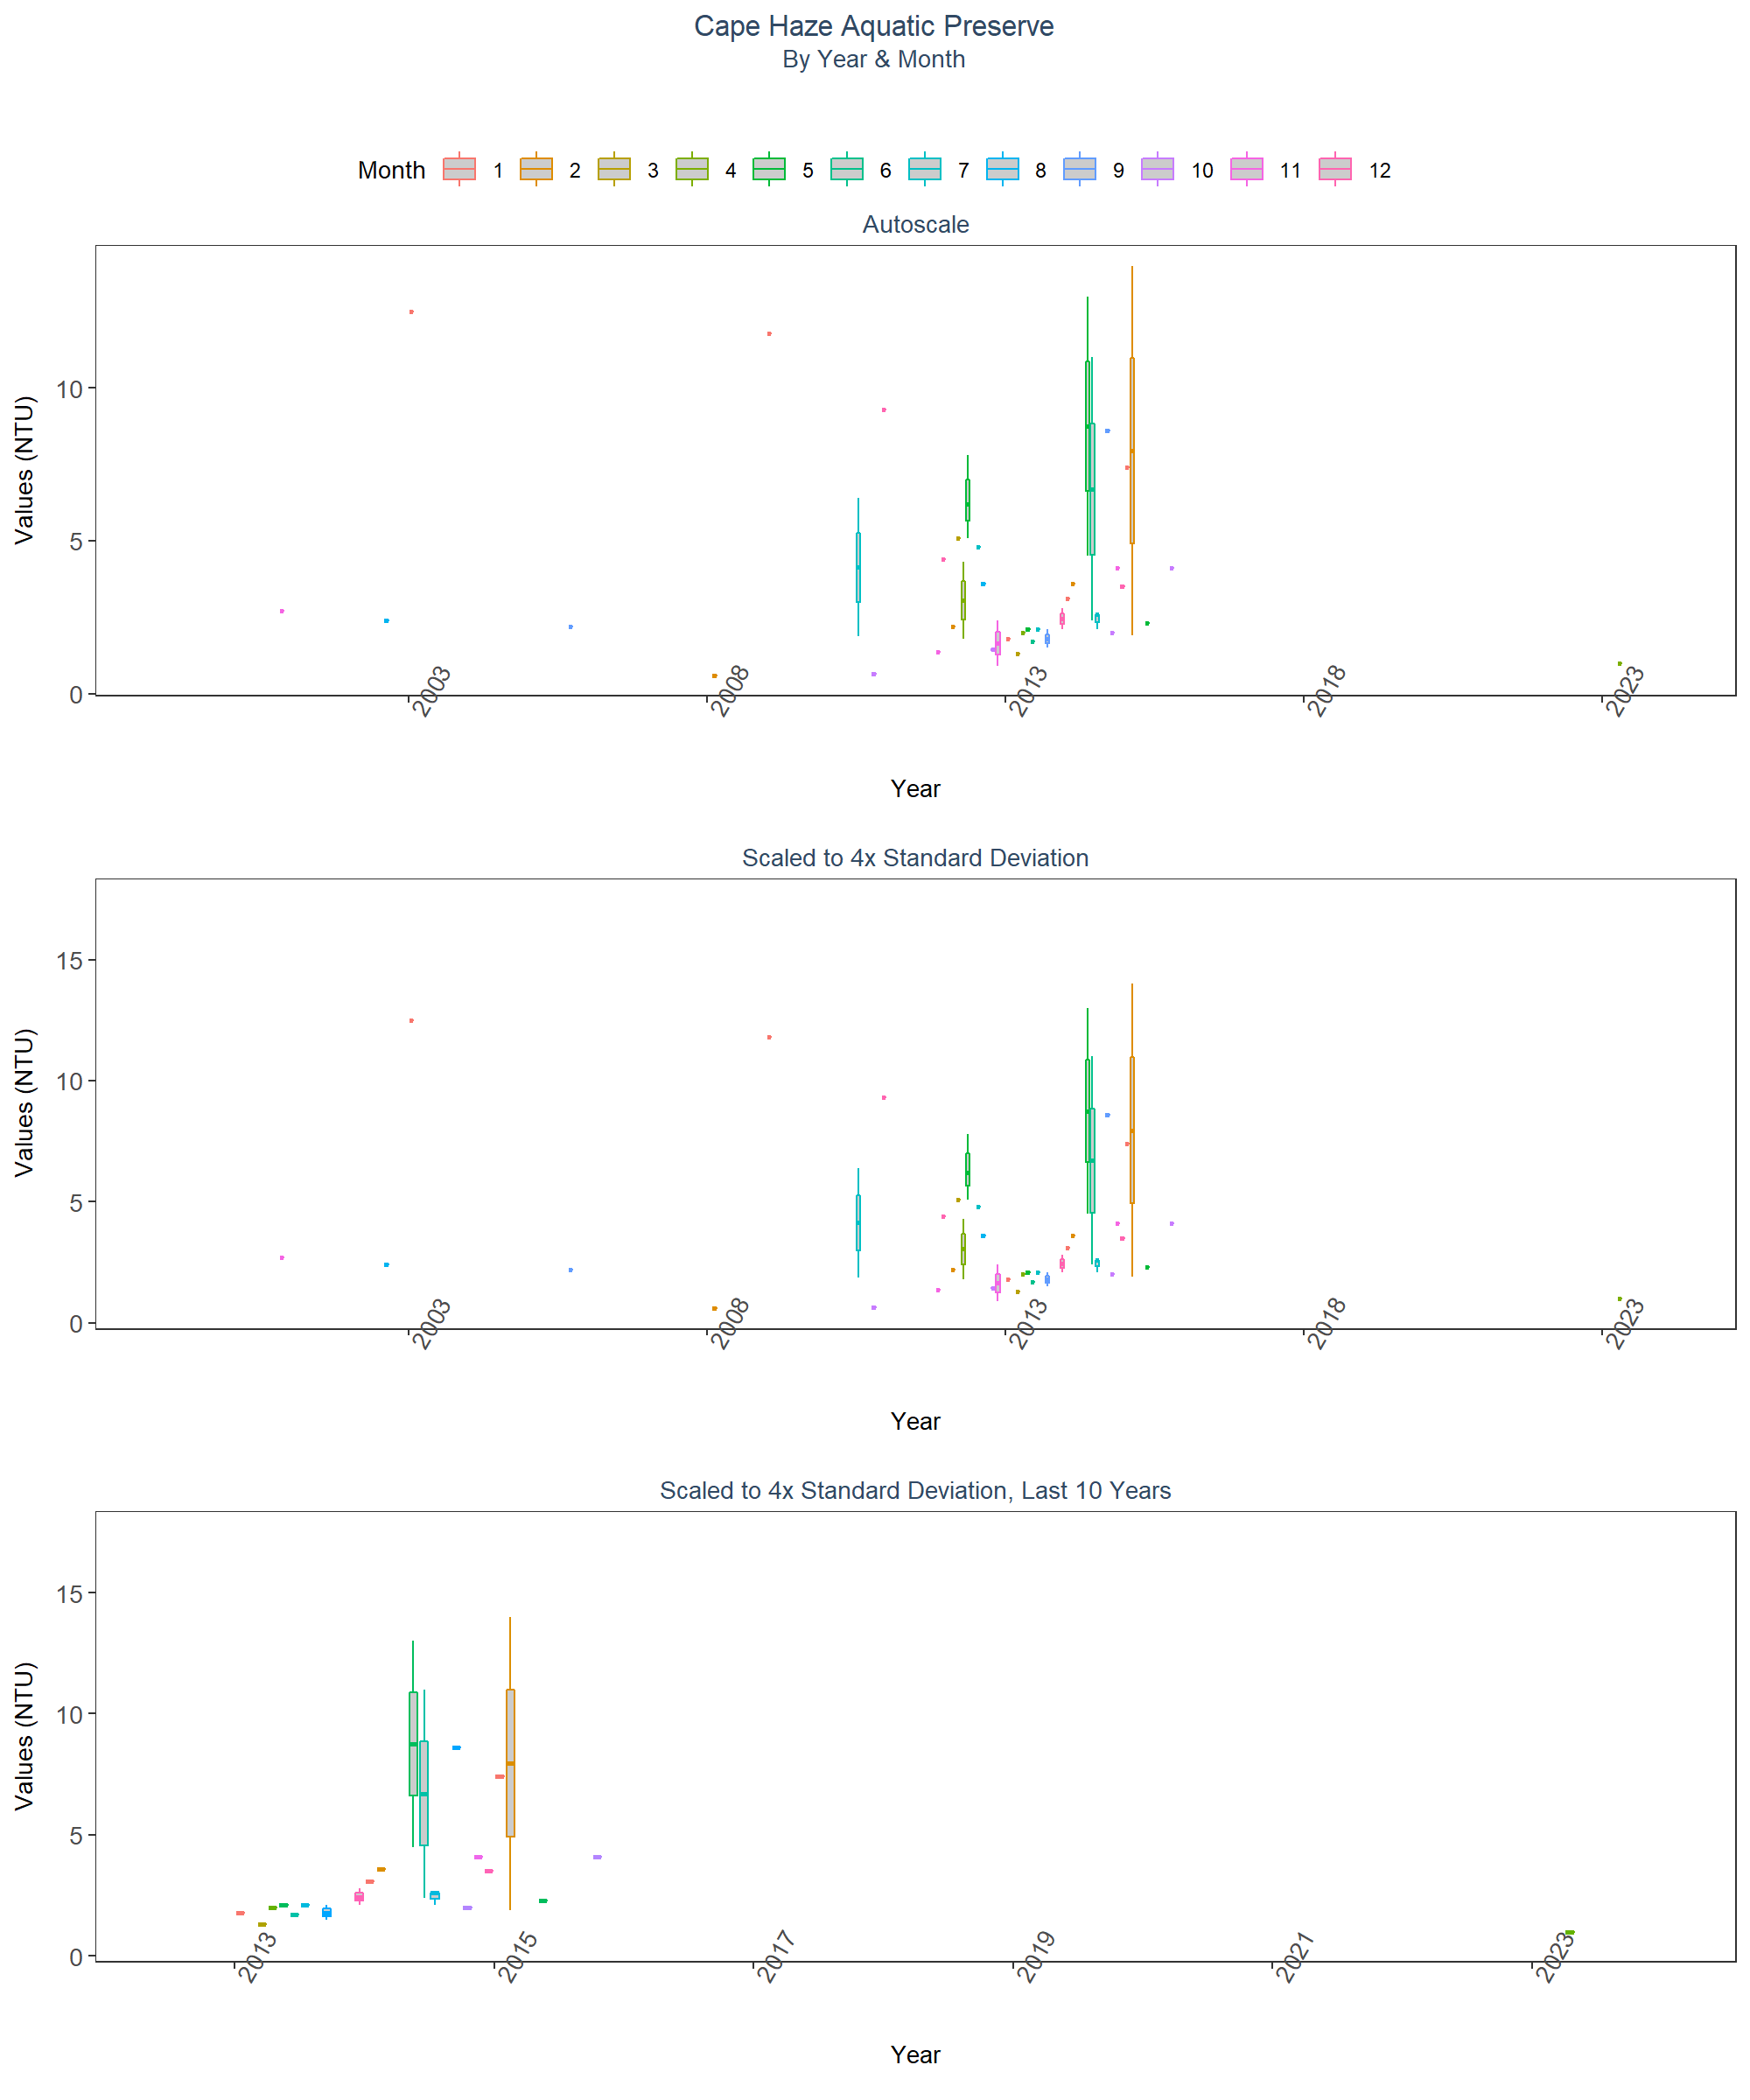 Cape Haze Aquatic Preserve
By Year & Month
Month 1 2 3 4 5 6 7 8 9 10 11 12
Autoscale
Values (NTU)
10
5
0
2003 2008 2013 2018 2023
Year
Scaled to 4x Standard Deviation
Values (NTU)
15
10
5
0
2003 2008 2013 2018 2023
Year
Scaled to 4x Standard Deviation, Last 10 Years
Values (NTU)
15
10
5
0
2013 2015 2017 2019 2021 2023
Year